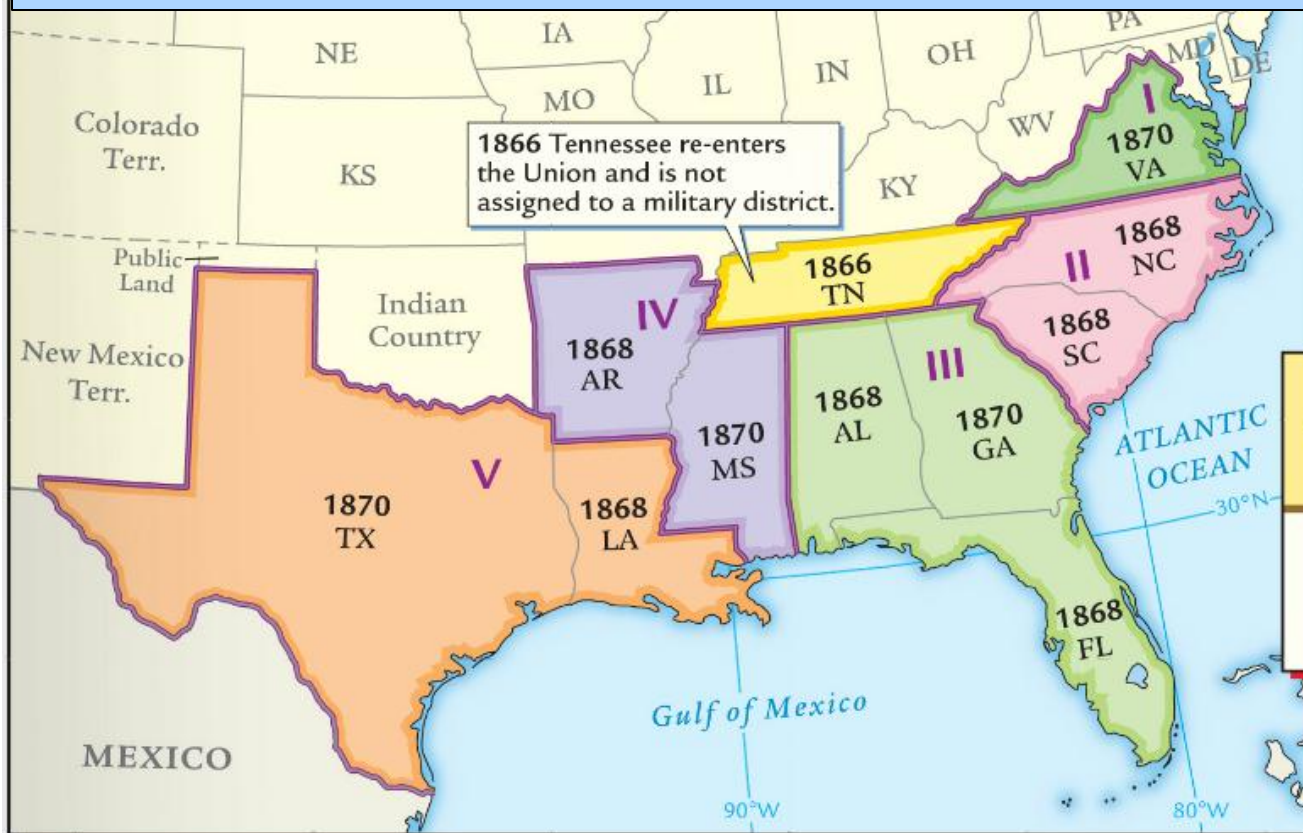 PA
NE
IA
OH
MD
DE
IL
IN
MO
I
Colorado
Terr.
WV
1870
VA
1866 Tennessee re-enters
the Union and is not
assigned to a military district.
KS
KY
Public
Land
1868
NC
1866
TN
II
Indian
Country
IV
1868
SC
New Mexico
Terr.
1868
AR
III
1868
AL
1870
GA
1870
MS
ATLANTIC
OCEAN
V
30°N
1870
TX
1868
LA
1868
FL
Gulf of Mexico
MEXICO
90°W
80°W